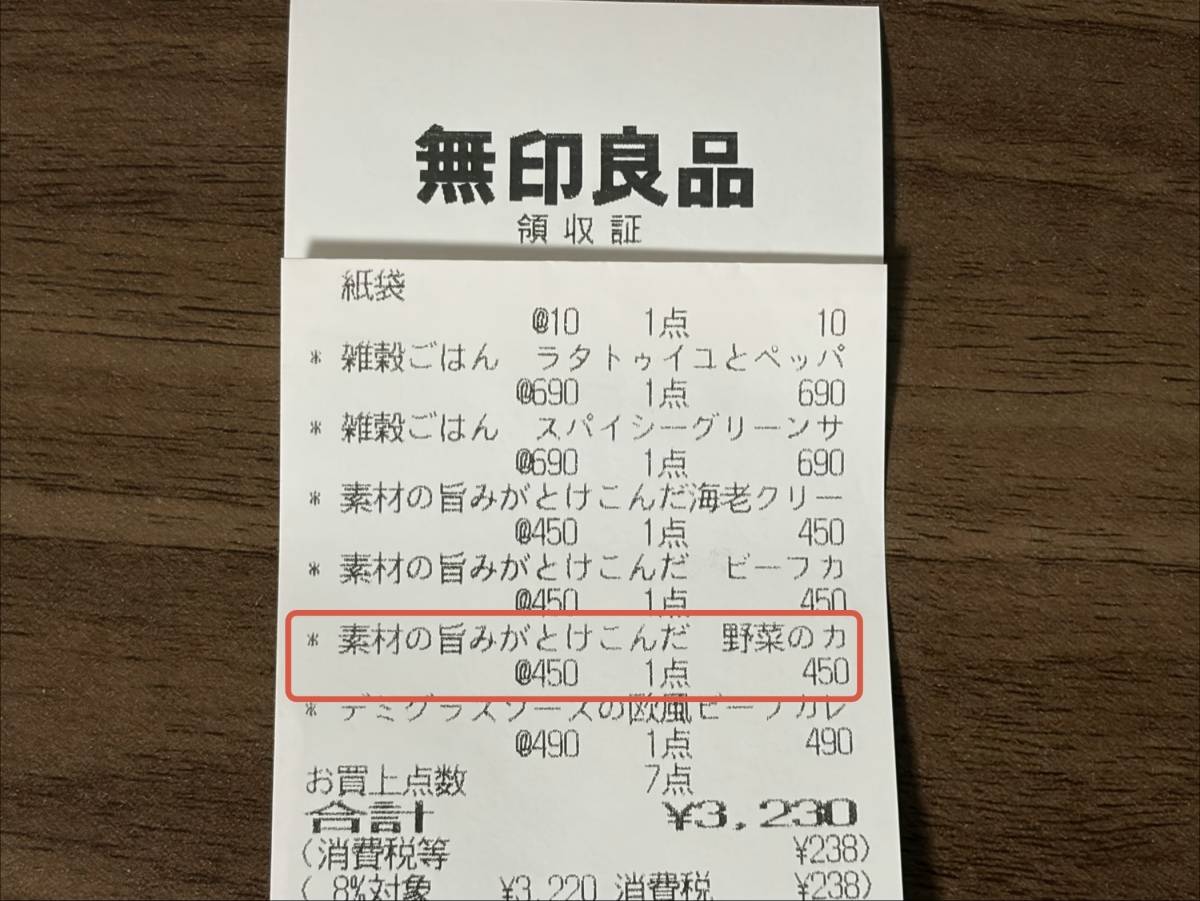 無印良品
領収証
紙袋
@10 1点 10
* 雑穀ごはん ラタトゥイユとペッパ
@690 1点 690
* 雑穀ごはん スパイシーグリーンサ
@690 1点 690
* 素材の旨みがとけこんだ海老クリー
@450 1点 450
* 素材の旨みがとけこんだ ビーフカ
@450 1点 450
* 素材の旨みがとけこんだ 野菜のカ
@450 1点 450
* デミグラスソースの欧風ビーフカレ
@490 1点 490
お買上点数 7点
合計 ¥3,230
(消費税等 ¥238)
( 8%対象 ¥3,220 消費税 ¥238)